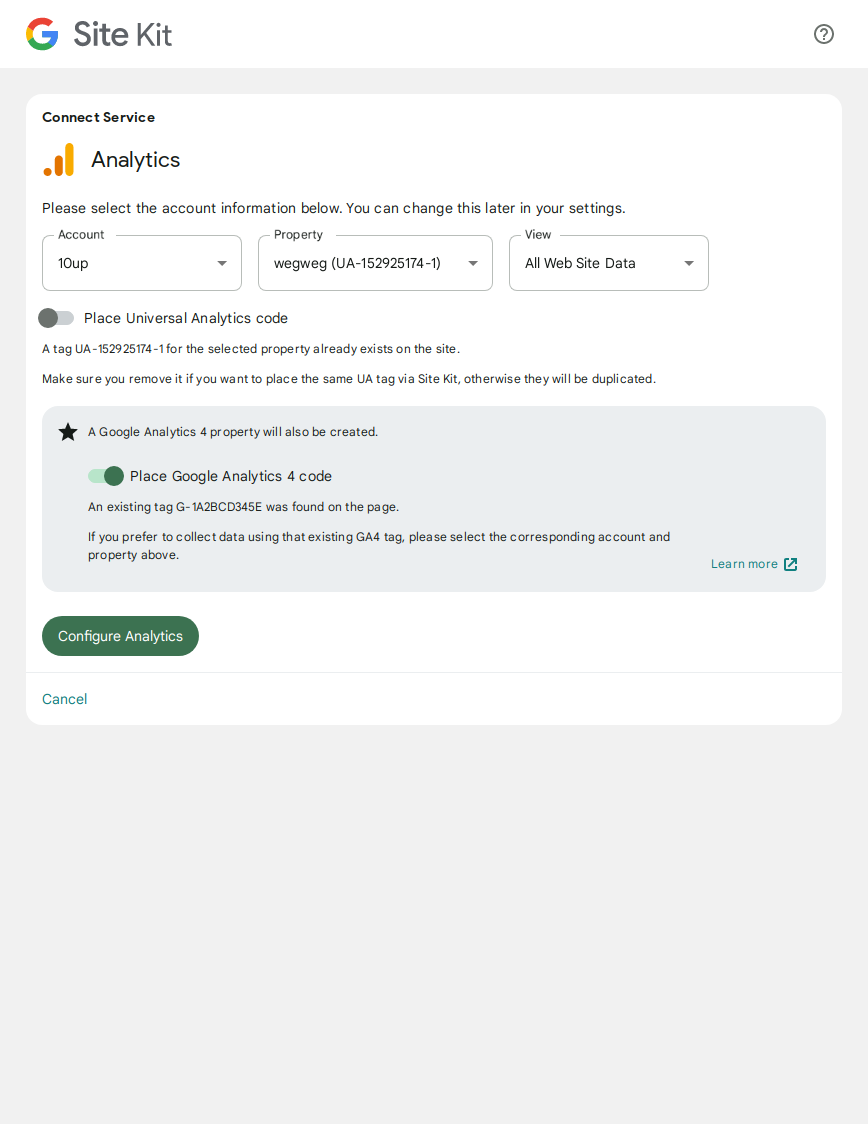 Site Kit
Connect Service
Analytics
Please select the account information below. You can change this later in your settings.
Account
Property
View
10up
wegweg (UA-152925174-1)
All Web Site Data
Place Universal Analytics code
A tag UA-152925174-1 for the selected property already exists on the site.
Make sure you remove it if you want to place the same UA tag via Site Kit, otherwise they will be duplicated.
A Google Analytics 4 property will also be created.
Place Google Analytics 4 code
An existing tag G-1A2BCD345E was found on the page.
If you prefer to collect data using that existing GA4 tag, please select the corresponding account and
property above.
Learn more
Configure Analytics
Cancel